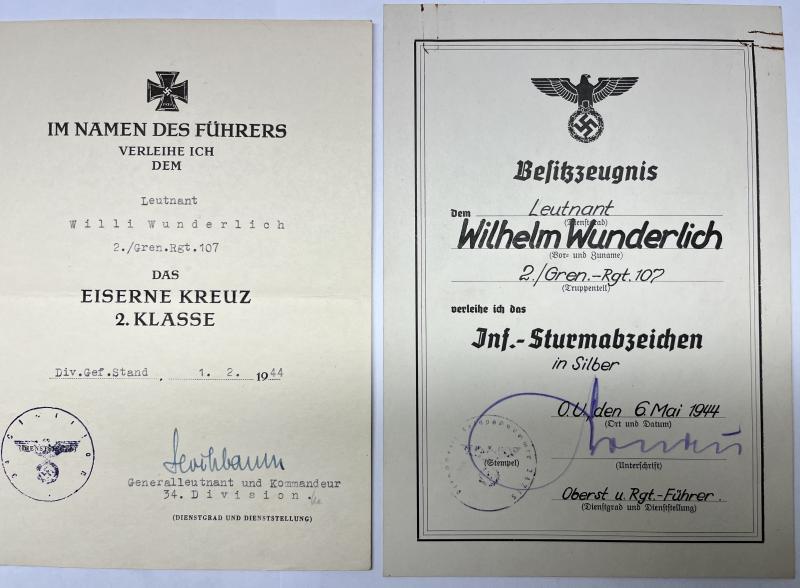 IM NAMEN DES FÜHRERS
VERLEIHE ICH
DEM
Leutnant
Willi Wunderlich
2./Gren.Rgt.107
DAS
EISERNE KREUZ
2. KLASSE
Div.Gef.Stand, 1. 2. 1944
(DIENSTSIEGEL)
Generalleutnant und Kommandeur
34. Division.
(DIENSTGRAD UND DIENSTSTELLUNG)
Besitzzeugnis
dem Leutnant
(Dienstgrad)
Wilhelm Wunderlich
(Vor- und Zuname)
2./Gren.-Rgt. 107
(Truppenteil)
verleihe ich das
Inf.-Sturmabzeichen
in Silber
O.U., den 6. Mai 1944
(Ort und Datum)
(Stempel)
(Unterschrift)
Oberst u. Rgt.-Führer.
(Dienstgrad und Dienststellung)